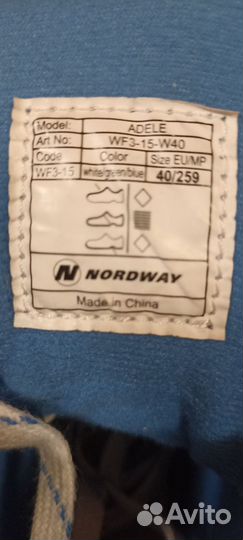 Model: ADELE
Art No: WF3-15-W40
Code Color Size EU/MP
WF3-15 white/green/blue 40/259
N NORDWAY
Made in China
Avito